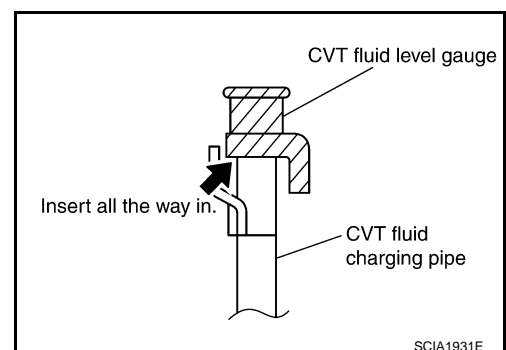 CVT fluid level gauge
Insert all the way in.
CVT fluid
charging pipe
SCIA1931E